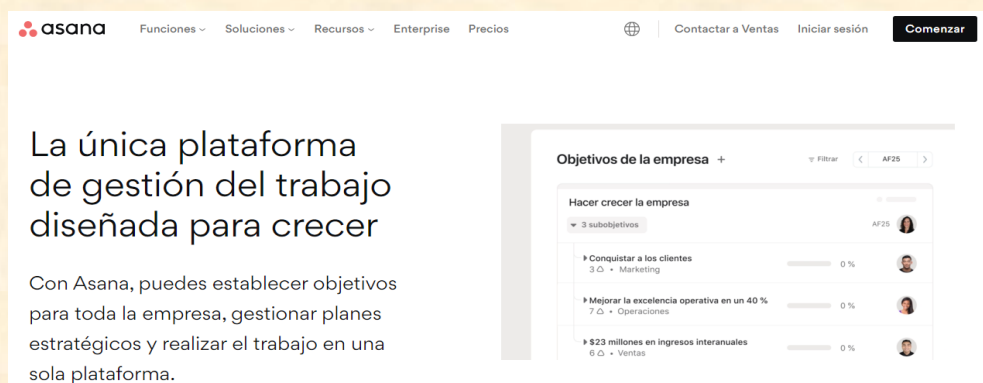 asana Funciones Soluciones Recursos Enterprise Precios Contactar a Ventas Iniciar sesión Comenzar
La única plataforma
de gestión del trabajo
diseñada para crecer
Con Asana, puedes establecer objetivos
para toda la empresa, gestionar planes
estratégicos y realizar el trabajo en una
sola plataforma.
Objetivos de la empresa + Filtrar < AF25 >
Hacer crecer la empresa
3 subobjetivos AF25
Conquistar a los clientes
3 • Marketing 0 %
Mejorar la excelencia operativa en un 40 %
7 • Operaciones 0 %
$23 millones en ingresos interanuales
6 • Ventas 0 %